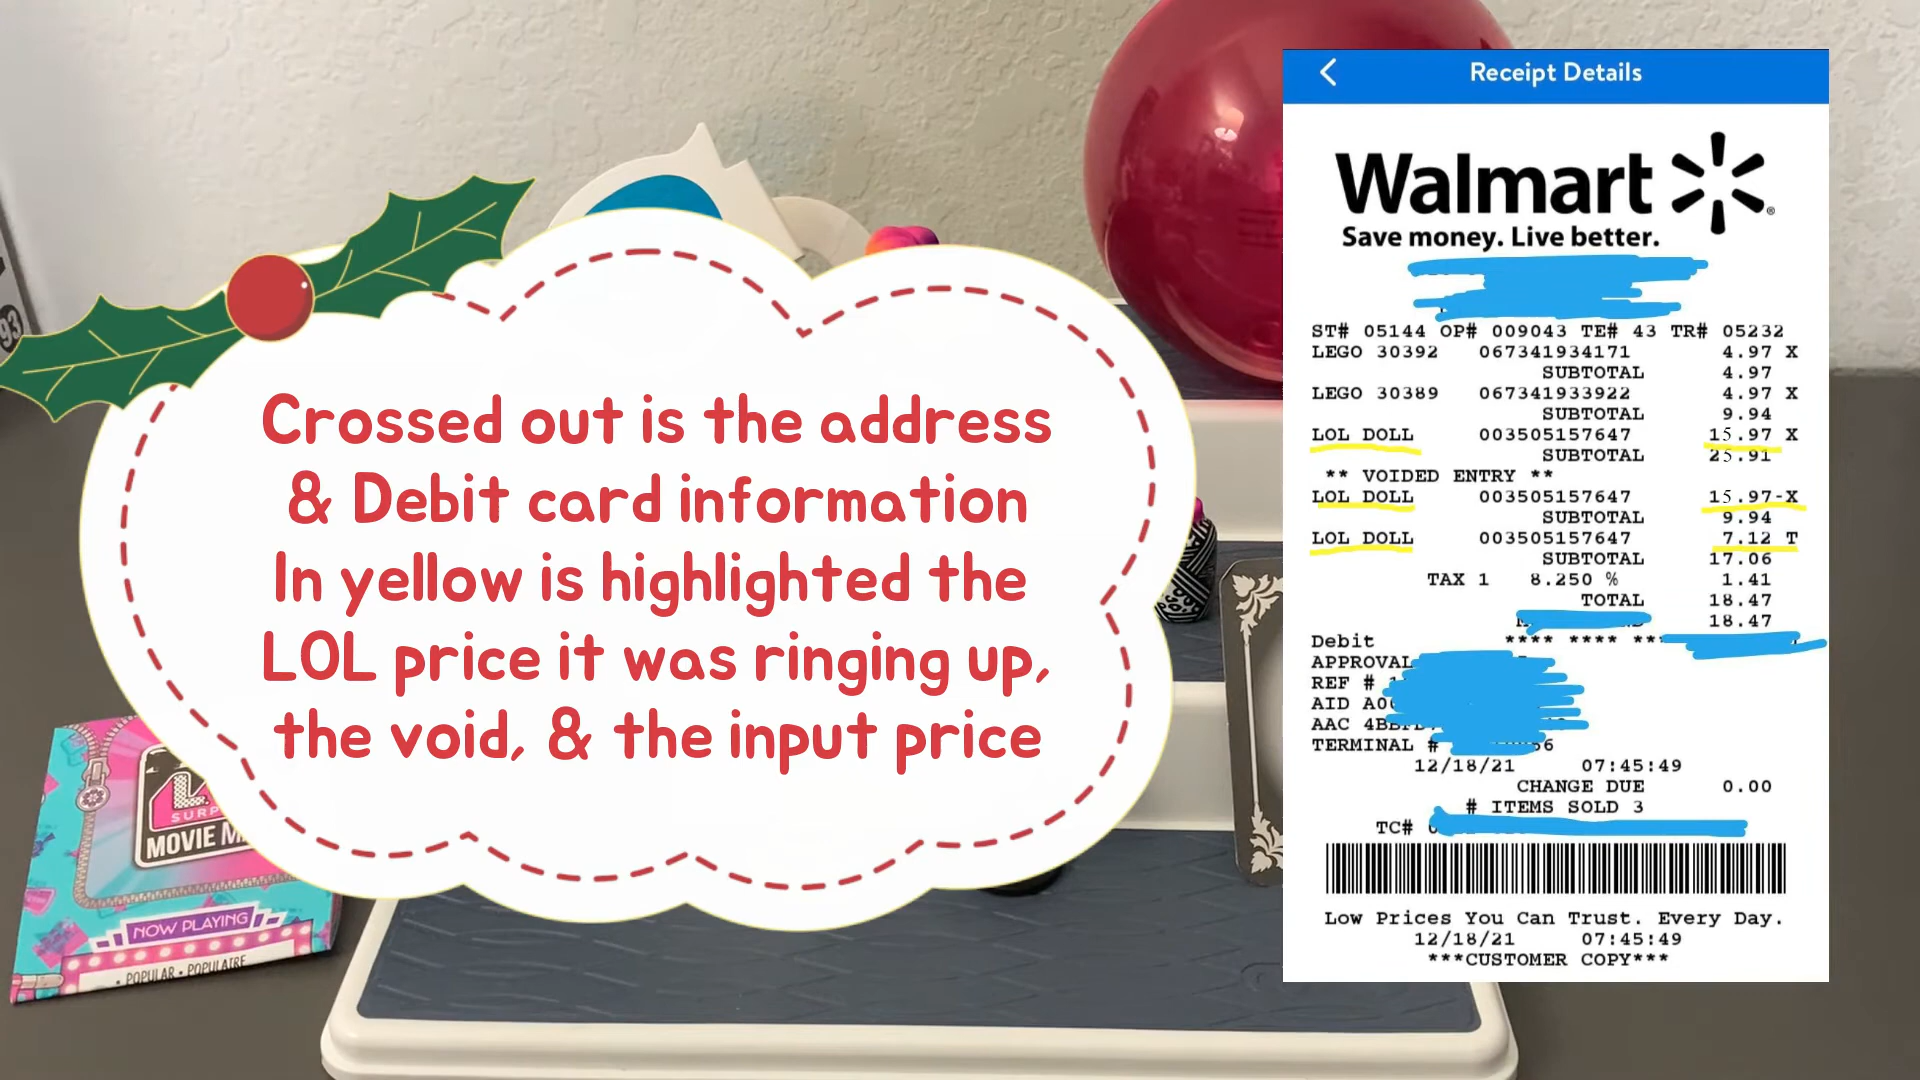 Crossed out is the address
& Debit card information
In yellow is highlighted the
LOL price it was ringing up,
the void, & the input price
93
SURP
MOVIE M
NOW PLAYING
POPULAR • POPULAIRE
Receipt Details
Walmart
Save money. Live better.
ST# 05144 OP# 009043 TE# 43 TR# 05232
LEGO 30392 067341934171 4.97 X
SUBTOTAL 4.97
LEGO 30389 067341933922 4.97 X
SUBTOTAL 9.94
LOL DOLL 003505157647 15.97 X
SUBTOTAL 25.91
** VOIDED ENTRY **
LOL DOLL 003505157647 15.97-X
SUBTOTAL 9.94
LOL DOLL 003505157647 7.12 T
SUBTOTAL 17.06
TAX 1 8.250 % 1.41
TOTAL 18.47
18.47
Debit **** **** ***
APPROVAL
REF #
AID
AAC
TERMINAL #
12/18/21 07:45:49
CHANGE DUE 0.00
# ITEMS SOLD 3
TC#
Low Prices You Can Trust. Every Day.
12/18/21 07:45:49
***CUSTOMER COPY***